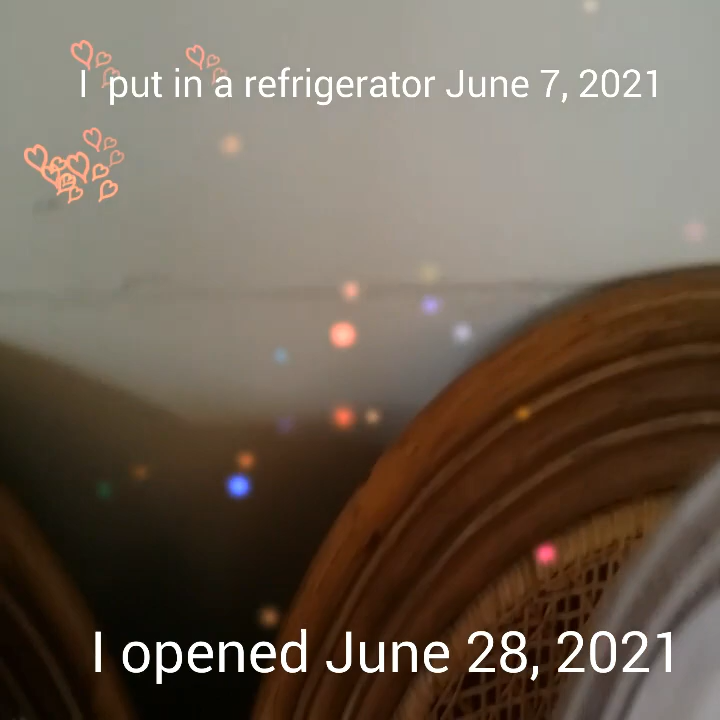 I put in a refrigerator June 7, 2021
I opened June 28, 2021